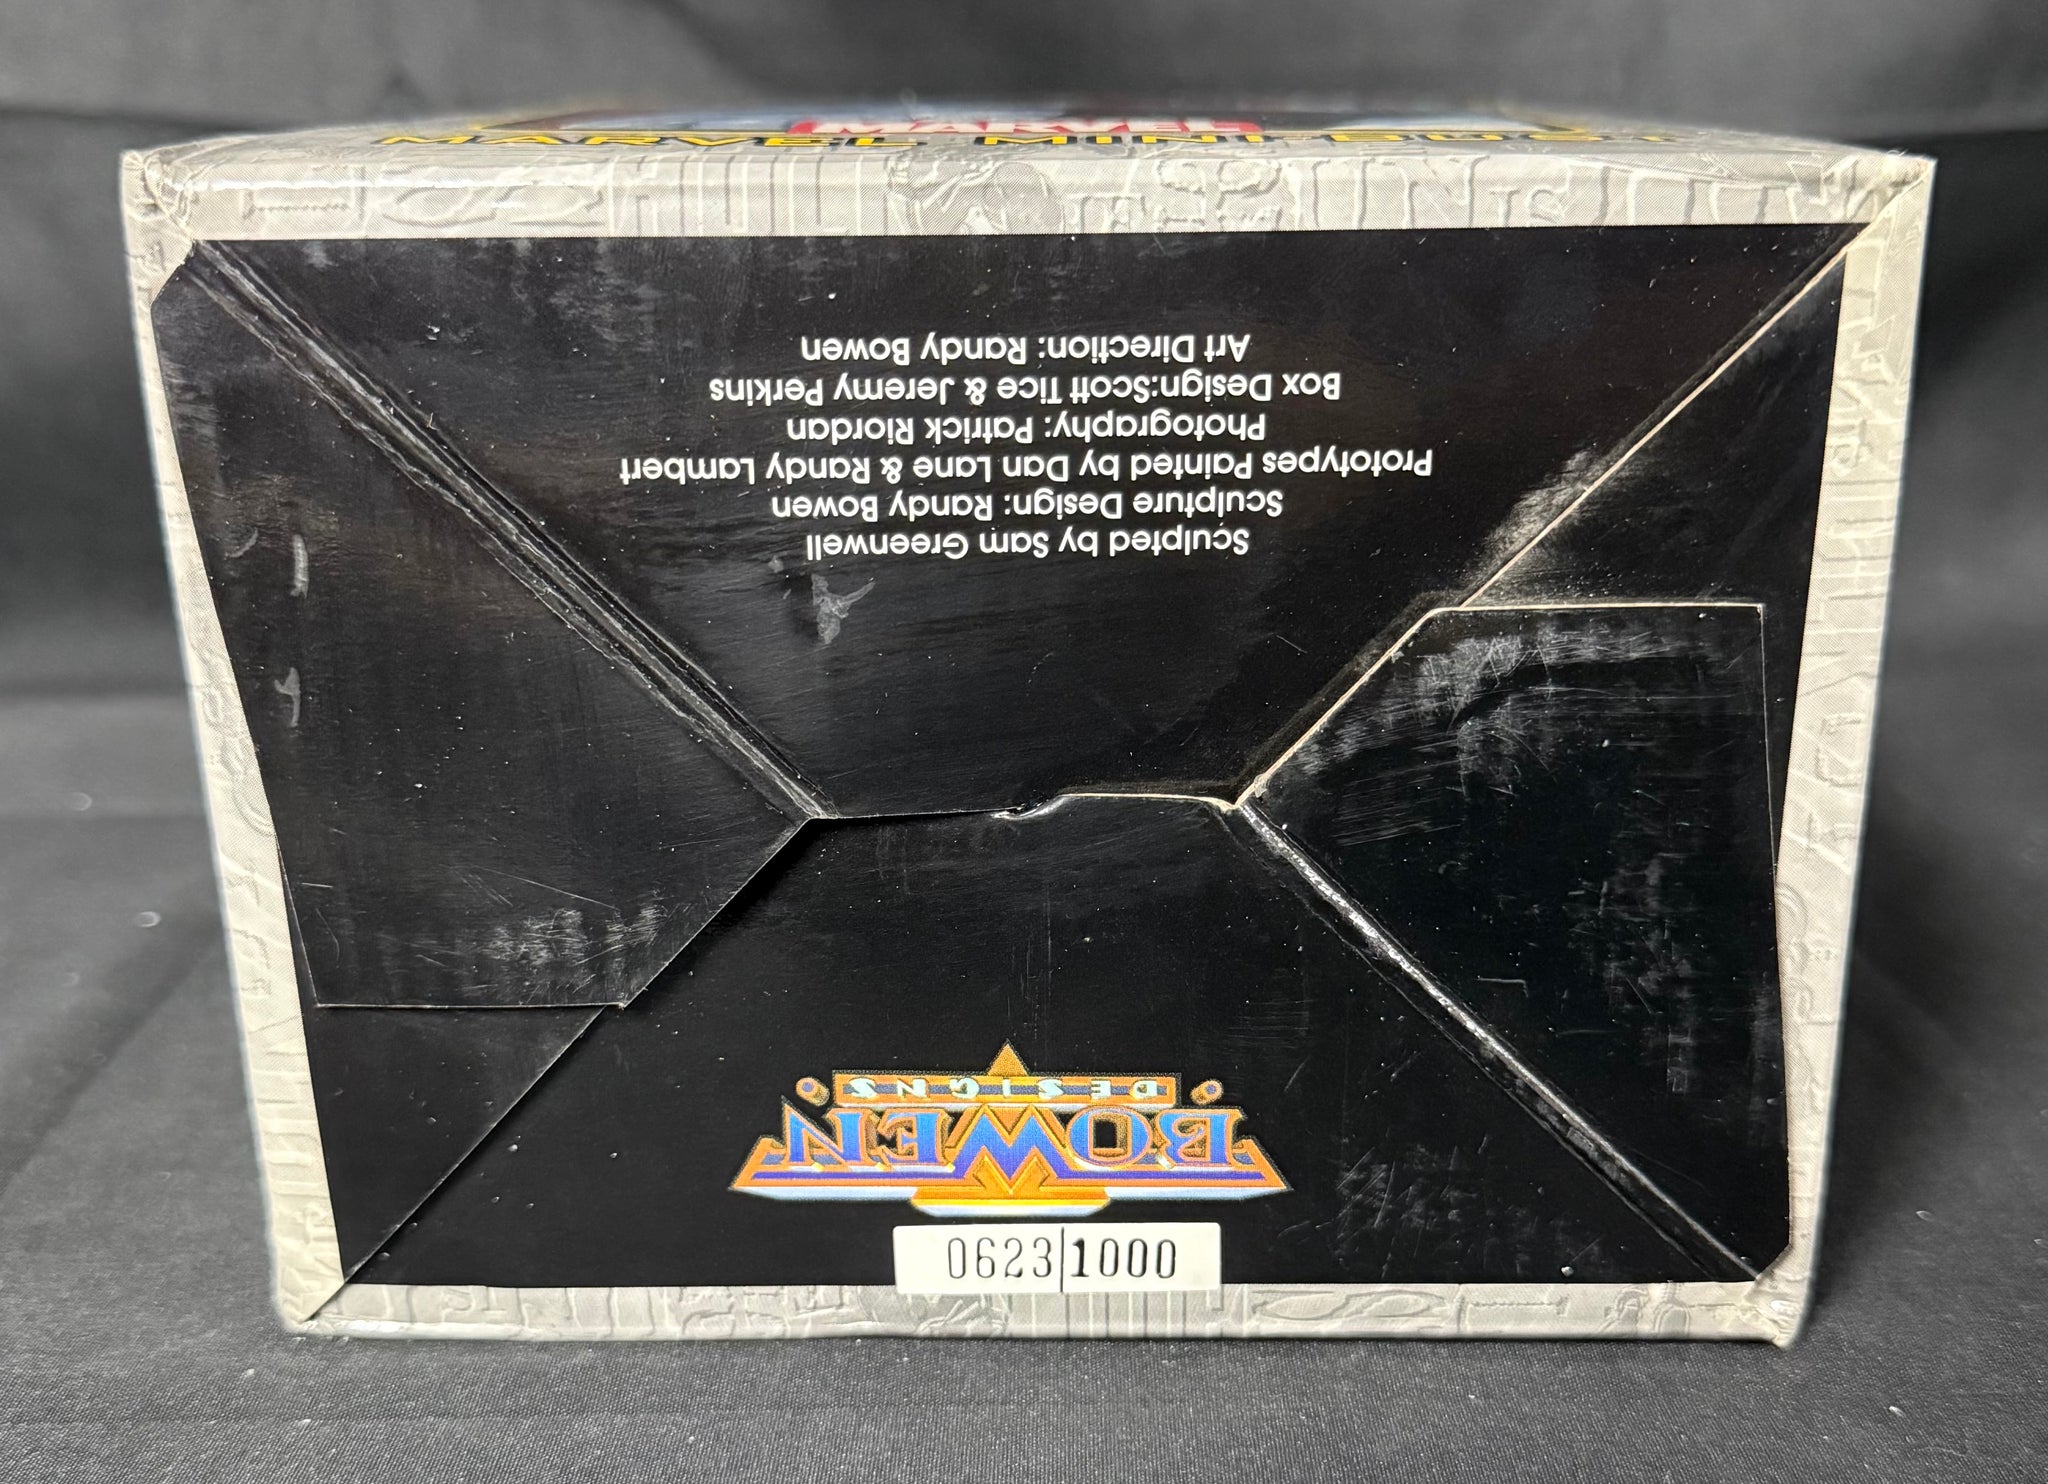 MARVEL
MARVEL MINI-BUST
Sculpted by Sam Greenwell
Sculpture Design: Randy Bowen
Prototypes Painted by Dan Lane & Randy Lambert
Photography: Patrick Riordan
Box Design:Scott Tice & Jeremy Perkins
Art Direction: Randy Bowen
BOWEN
DESIGNS
0623|1000